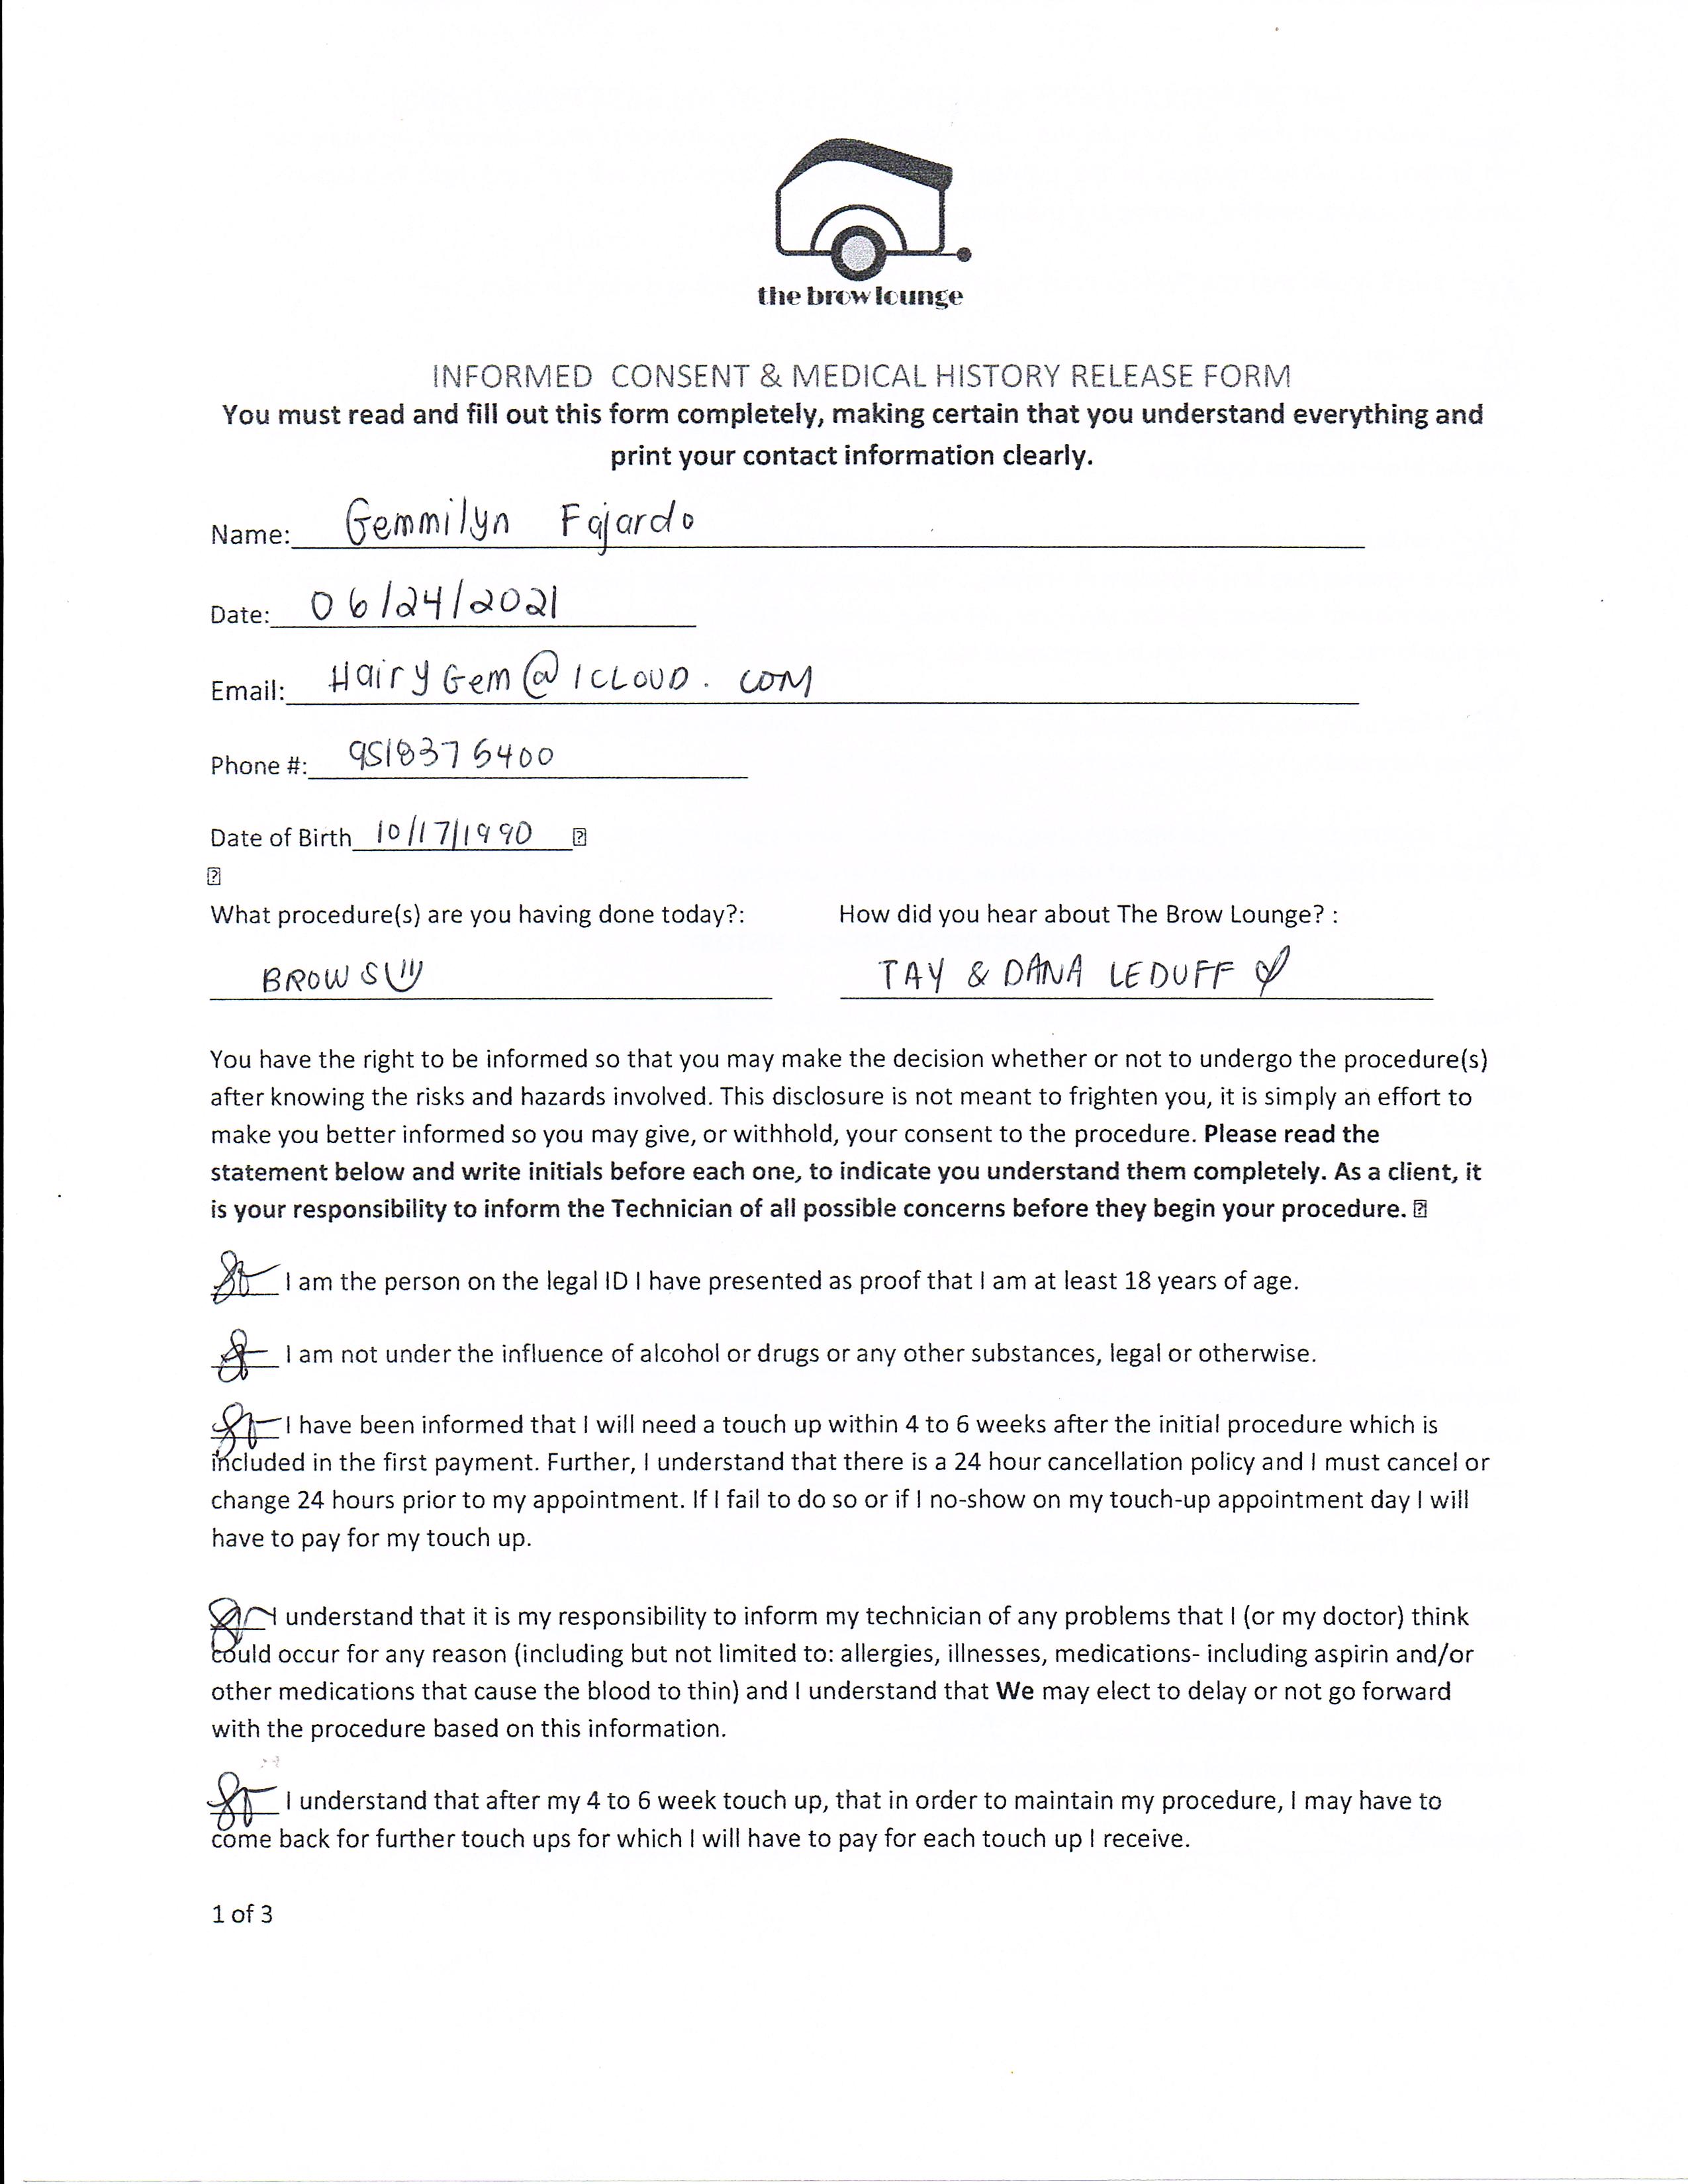 the brow lounge
INFORMED CONSENT & MEDICAL HISTORY RELEASE FORM
You must read and fill out this form completely, making certain that you understand everything and
print your contact information clearly.
Name: Gemmilyn Fajardo
Date: 06/24/2021
Email: HairyGem@ICLOUD.COM
Phone #: 951837 6400
Date of Birth 10/17/1990
What procedure(s) are you having done today?: How did you hear about The Brow Lounge? :
BROWS TAY & DANA LEDUFF
You have the right to be informed so that you may make the decision whether or not to undergo the procedure(s)
after knowing the risks and hazards involved. This disclosure is not meant to frighten you, it is simply an effort to
make you better informed so you may give, or withhold, your consent to the procedure. Please read the
statement below and write initials before each one, to indicate you understand them completely. As a client, it
is your responsibility to inform the Technician of all possible concerns before they begin your procedure.
I am the person on the legal ID I have presented as proof that I am at least 18 years of age.
I am not under the influence of alcohol or drugs or any other substances, legal or otherwise.
I have been informed that I will need a touch up within 4 to 6 weeks after the initial procedure which is
included in the first payment. Further, I understand that there is a 24 hour cancellation policy and I must cancel or
change 24 hours prior to my appointment. If I fail to do so or if I no-show on my touch-up appointment day I will
have to pay for my touch up.
I understand that it is my responsibility to inform my technician of any problems that I (or my doctor) think
could occur for any reason (including but not limited to: allergies, illnesses, medications- including aspirin and/or
other medications that cause the blood to thin) and I understand that We may elect to delay or not go forward
with the procedure based on this information.
I understand that after my 4 to 6 week touch up, that in order to maintain my procedure, I may have to
come back for further touch ups for which I will have to pay for each touch up I receive.
1 of 3